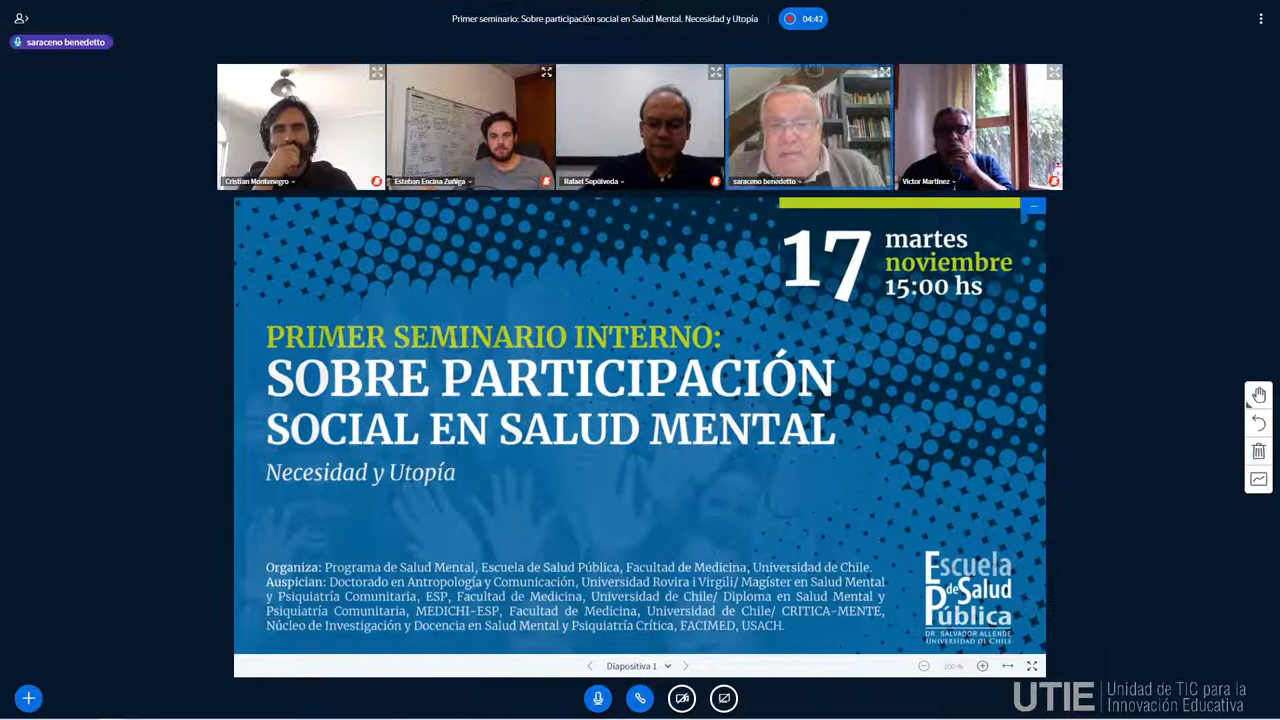 Primer seminario: Sobre participación social en Salud Mental. Necesidad y Utopía
04:42
saraceno benedetto
Cristian Montenegro
Esteban Encina Zuñiga
Rafael Sepúlveda
saraceno benedetto
Victor Martinez
17
martes
noviembre
15:00 hs
PRIMER SEMINARIO INTERNO:
SOBRE PARTICIPACIÓN
SOCIAL EN SALUD MENTAL
Necesidad y Utopía
Organiza: Programa de Salud Mental, Escuela de Salud Pública, Facultad de Medicina, Universidad de Chile.
Auspician: Doctorado en Antropología y Comunicación, Universidad Rovira i Virgili/ Magíster en Salud Mental
y Psiquiatría Comunitaria, ESP, Facultad de Medicina, Universidad de Chile/ Diploma en Salud Mental y
Psiquiatría Comunitaria, MEDICHI-ESP, Facultad de Medicina, Universidad de Chile/ CRITICA-MENTE,
Núcleo de Investigación y Docencia en Salud Mental y Psiquiatría Crítica, FACIMED, USACH.
Escuela
de Salud
Pública
DR. SALVADOR ALLENDE
UNIVERSIDAD DE CHILE
Diapositiva 1
100%
UTIE
Unidad de TIC para la
Innovación Educativa